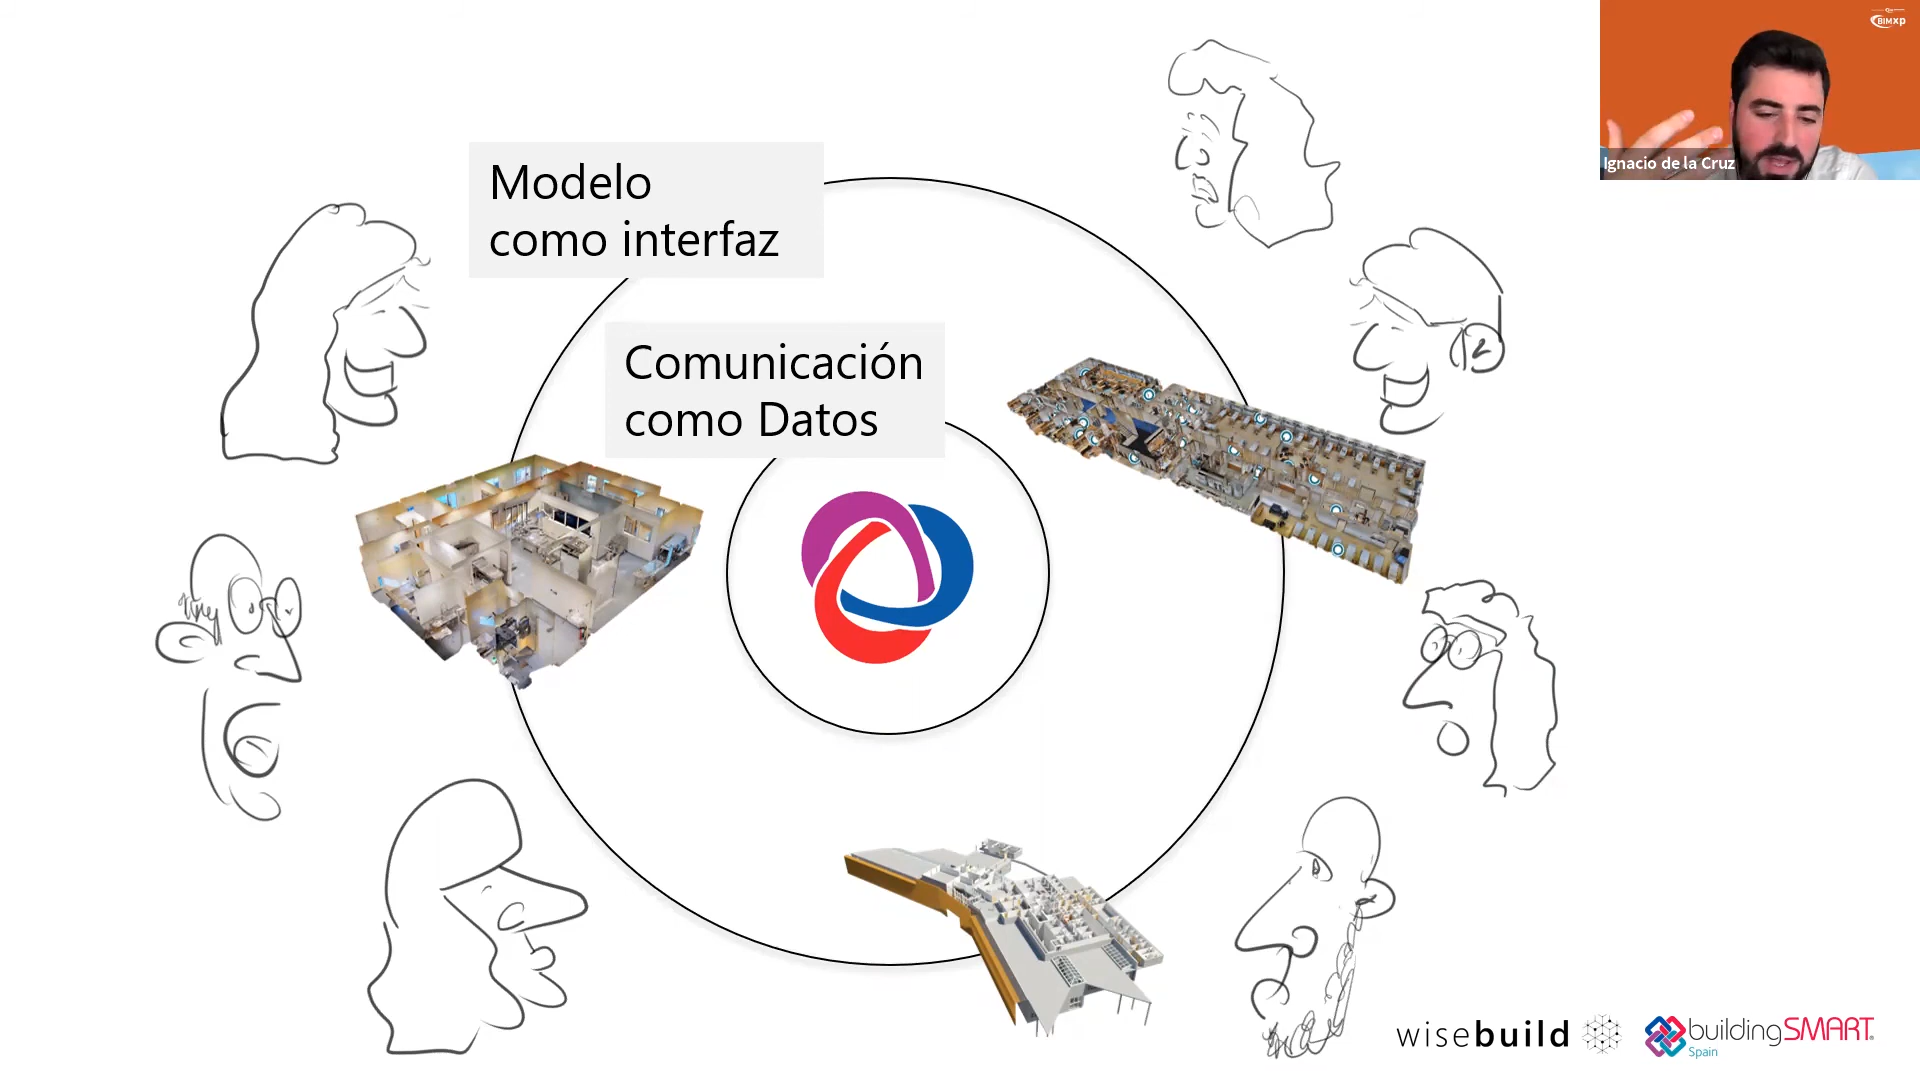 BIMxp
Ignacio de la Cruz
Modelo
como interfaz
Comunicación
como Datos
wisebuild
buildingSMART
Spain